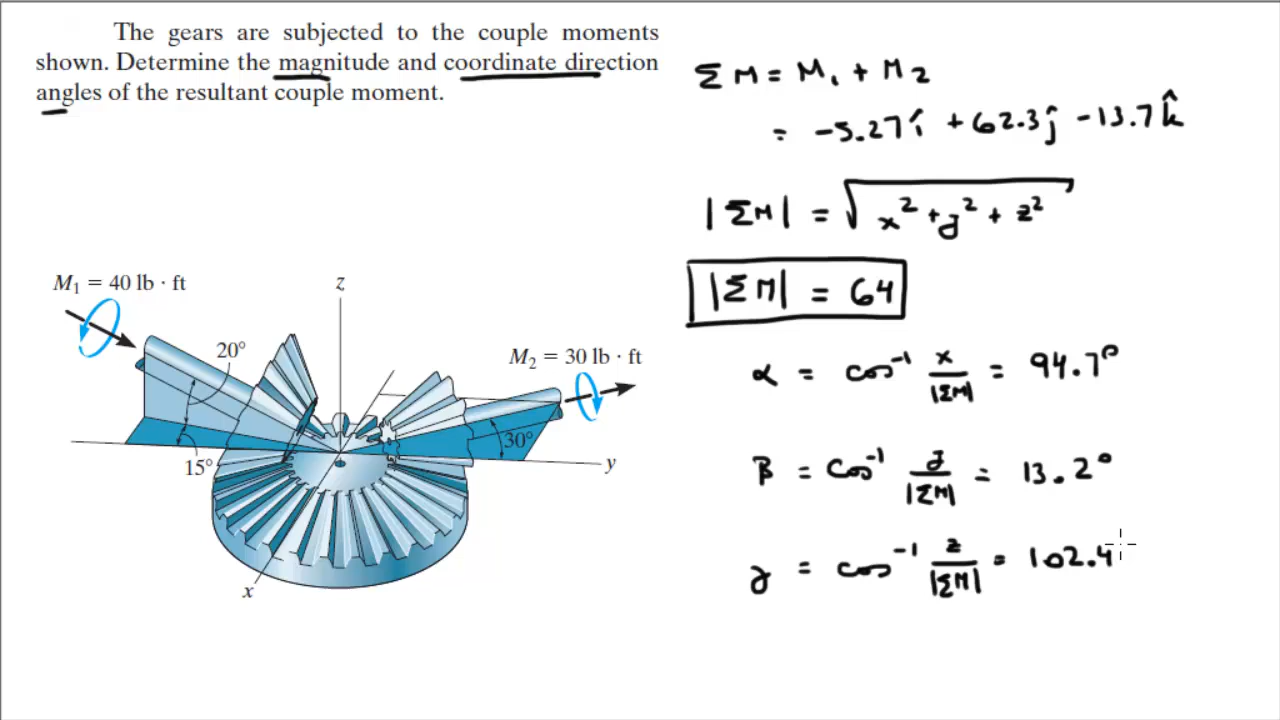 The gears are subjected to the couple moments
shown. Determine the magnitude and coordinate direction
angles of the resultant couple moment.
ΣM = M₁ + M₂
= -5.27î + 62.3ĵ - 13.7k̂
|ΣM| = √(x² + y² + z²)
|ΣM| = 64
α = cos⁻¹ x/|ΣM| = 94.7°
β = cos⁻¹ y/|ΣM| = 13.2°
γ = cos⁻¹ z/|ΣM| = 102.4
M₁ = 40 lb · ft
z
20°
M₂ = 30 lb · ft
30°
15°
y
x